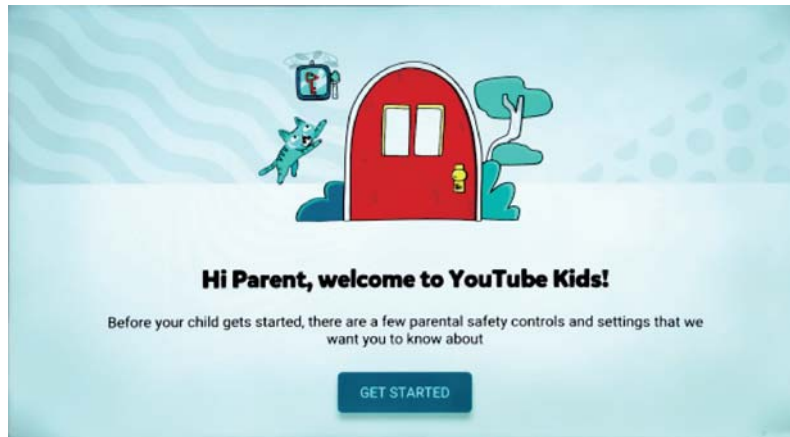 Hi Parent, welcome to YouTube Kids!
Before your child gets started, there are a few parental safety controls and settings that we
want you to know about
GET STARTED